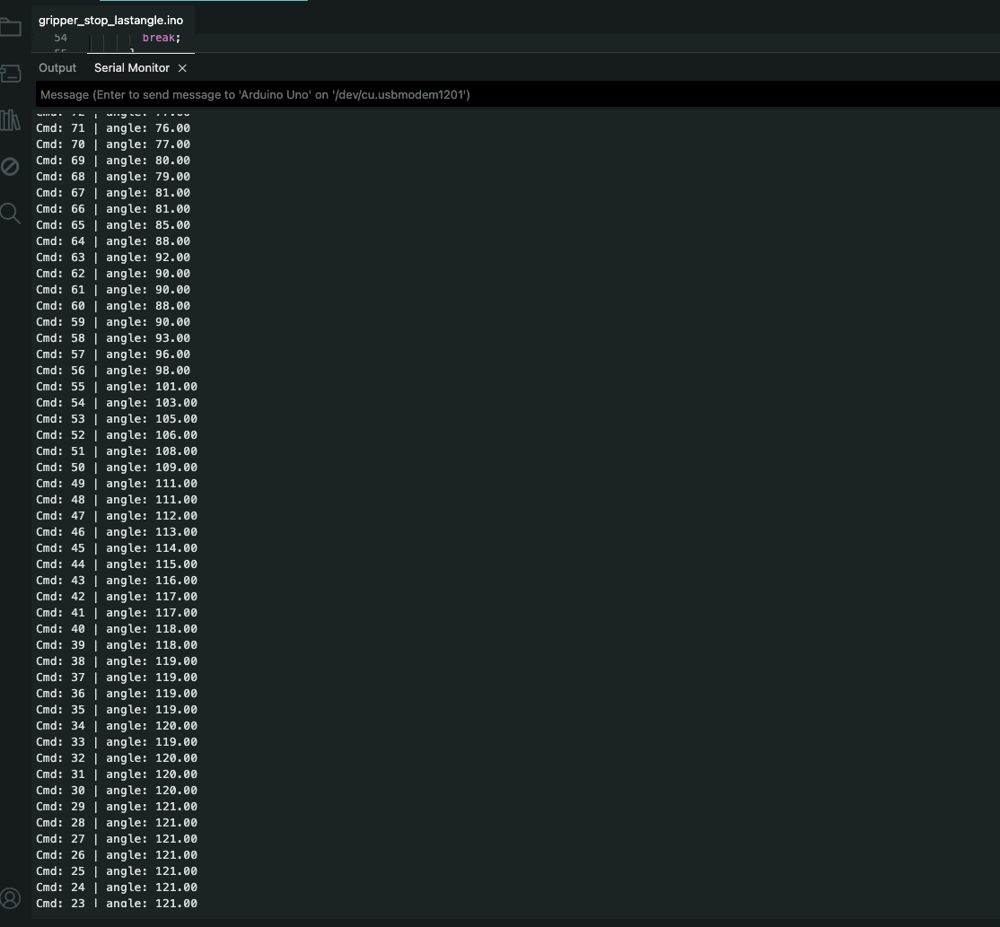 gripper_stop_lastangle.ino
54 break;
55 }
Output Serial Monitor
Message (Enter to send message to 'Arduino Uno' on '/dev/cu.usbmodem1201')
Cmd: 72 | angle: 77.00
Cmd: 71 | angle: 76.00
Cmd: 70 | angle: 77.00
Cmd: 69 | angle: 80.00
Cmd: 68 | angle: 79.00
Cmd: 67 | angle: 81.00
Cmd: 66 | angle: 81.00
Cmd: 65 | angle: 85.00
Cmd: 64 | angle: 88.00
Cmd: 63 | angle: 92.00
Cmd: 62 | angle: 90.00
Cmd: 61 | angle: 90.00
Cmd: 60 | angle: 88.00
Cmd: 59 | angle: 90.00
Cmd: 58 | angle: 93.00
Cmd: 57 | angle: 96.00
Cmd: 56 | angle: 98.00
Cmd: 55 | angle: 101.00
Cmd: 54 | angle: 103.00
Cmd: 53 | angle: 105.00
Cmd: 52 | angle: 106.00
Cmd: 51 | angle: 108.00
Cmd: 50 | angle: 109.00
Cmd: 49 | angle: 111.00
Cmd: 48 | angle: 111.00
Cmd: 47 | angle: 112.00
Cmd: 46 | angle: 113.00
Cmd: 45 | angle: 114.00
Cmd: 44 | angle: 115.00
Cmd: 43 | angle: 116.00
Cmd: 42 | angle: 117.00
Cmd: 41 | angle: 117.00
Cmd: 40 | angle: 118.00
Cmd: 39 | angle: 118.00
Cmd: 38 | angle: 119.00
Cmd: 37 | angle: 119.00
Cmd: 36 | angle: 119.00
Cmd: 35 | angle: 119.00
Cmd: 34 | angle: 120.00
Cmd: 33 | angle: 119.00
Cmd: 32 | angle: 120.00
Cmd: 31 | angle: 120.00
Cmd: 30 | angle: 120.00
Cmd: 29 | angle: 121.00
Cmd: 28 | angle: 121.00
Cmd: 27 | angle: 121.00
Cmd: 26 | angle: 121.00
Cmd: 25 | angle: 121.00
Cmd: 24 | angle: 121.00
Cmd: 23 | angle: 121.00